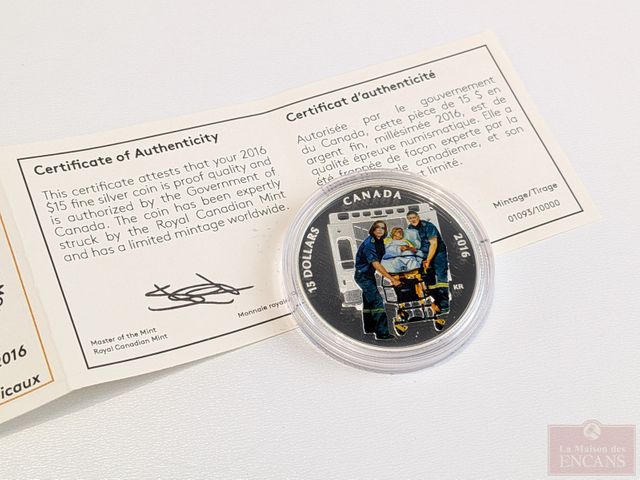 Certificate of Authenticity
This certificate attests that your 2016
$15 fine silver coin is proof quality and
is authorized by the Government of
Canada. The coin has been expertly
struck by the Royal Canadian Mint
and has a limited mintage worldwide.
Master of the Mint
Royal Canadian Mint
Monnaie royale
Certificat d'authenticité
Autorisée par le gouvernement
du Canada, cette pièce de 15 $ en
argent fin, millésimée 2016, est de
qualité épreuve numismatique. Elle a
été frappée de façon experte par la
canadienne, et son
limité.
Mintage/Tirage
01093/10000
2016
icaux
CANADA
15 DOLLARS
2016
KR
La Maison des
ENCANS